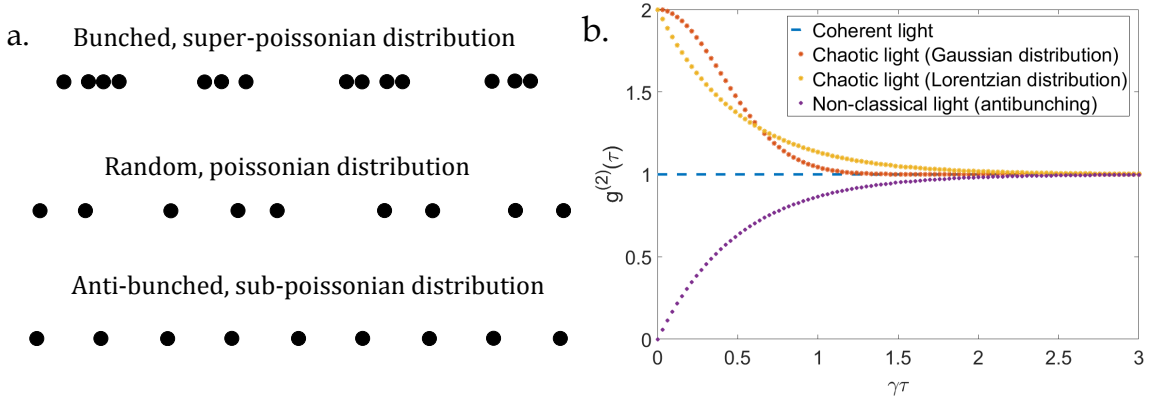 a.
Bunched, super-poissonian distribution
Random, poissonian distribution
Anti-bunched, sub-poissonian distribution
b.
2
1.5
1
0.5
0
g(2)(τ)
Coherent light
Chaotic light (Gaussian distribution)
Chaotic light (Lorentzian distribution)
Non-classical light (antibunching)
0 0.5 1 1.5 2 2.5 3
γτ